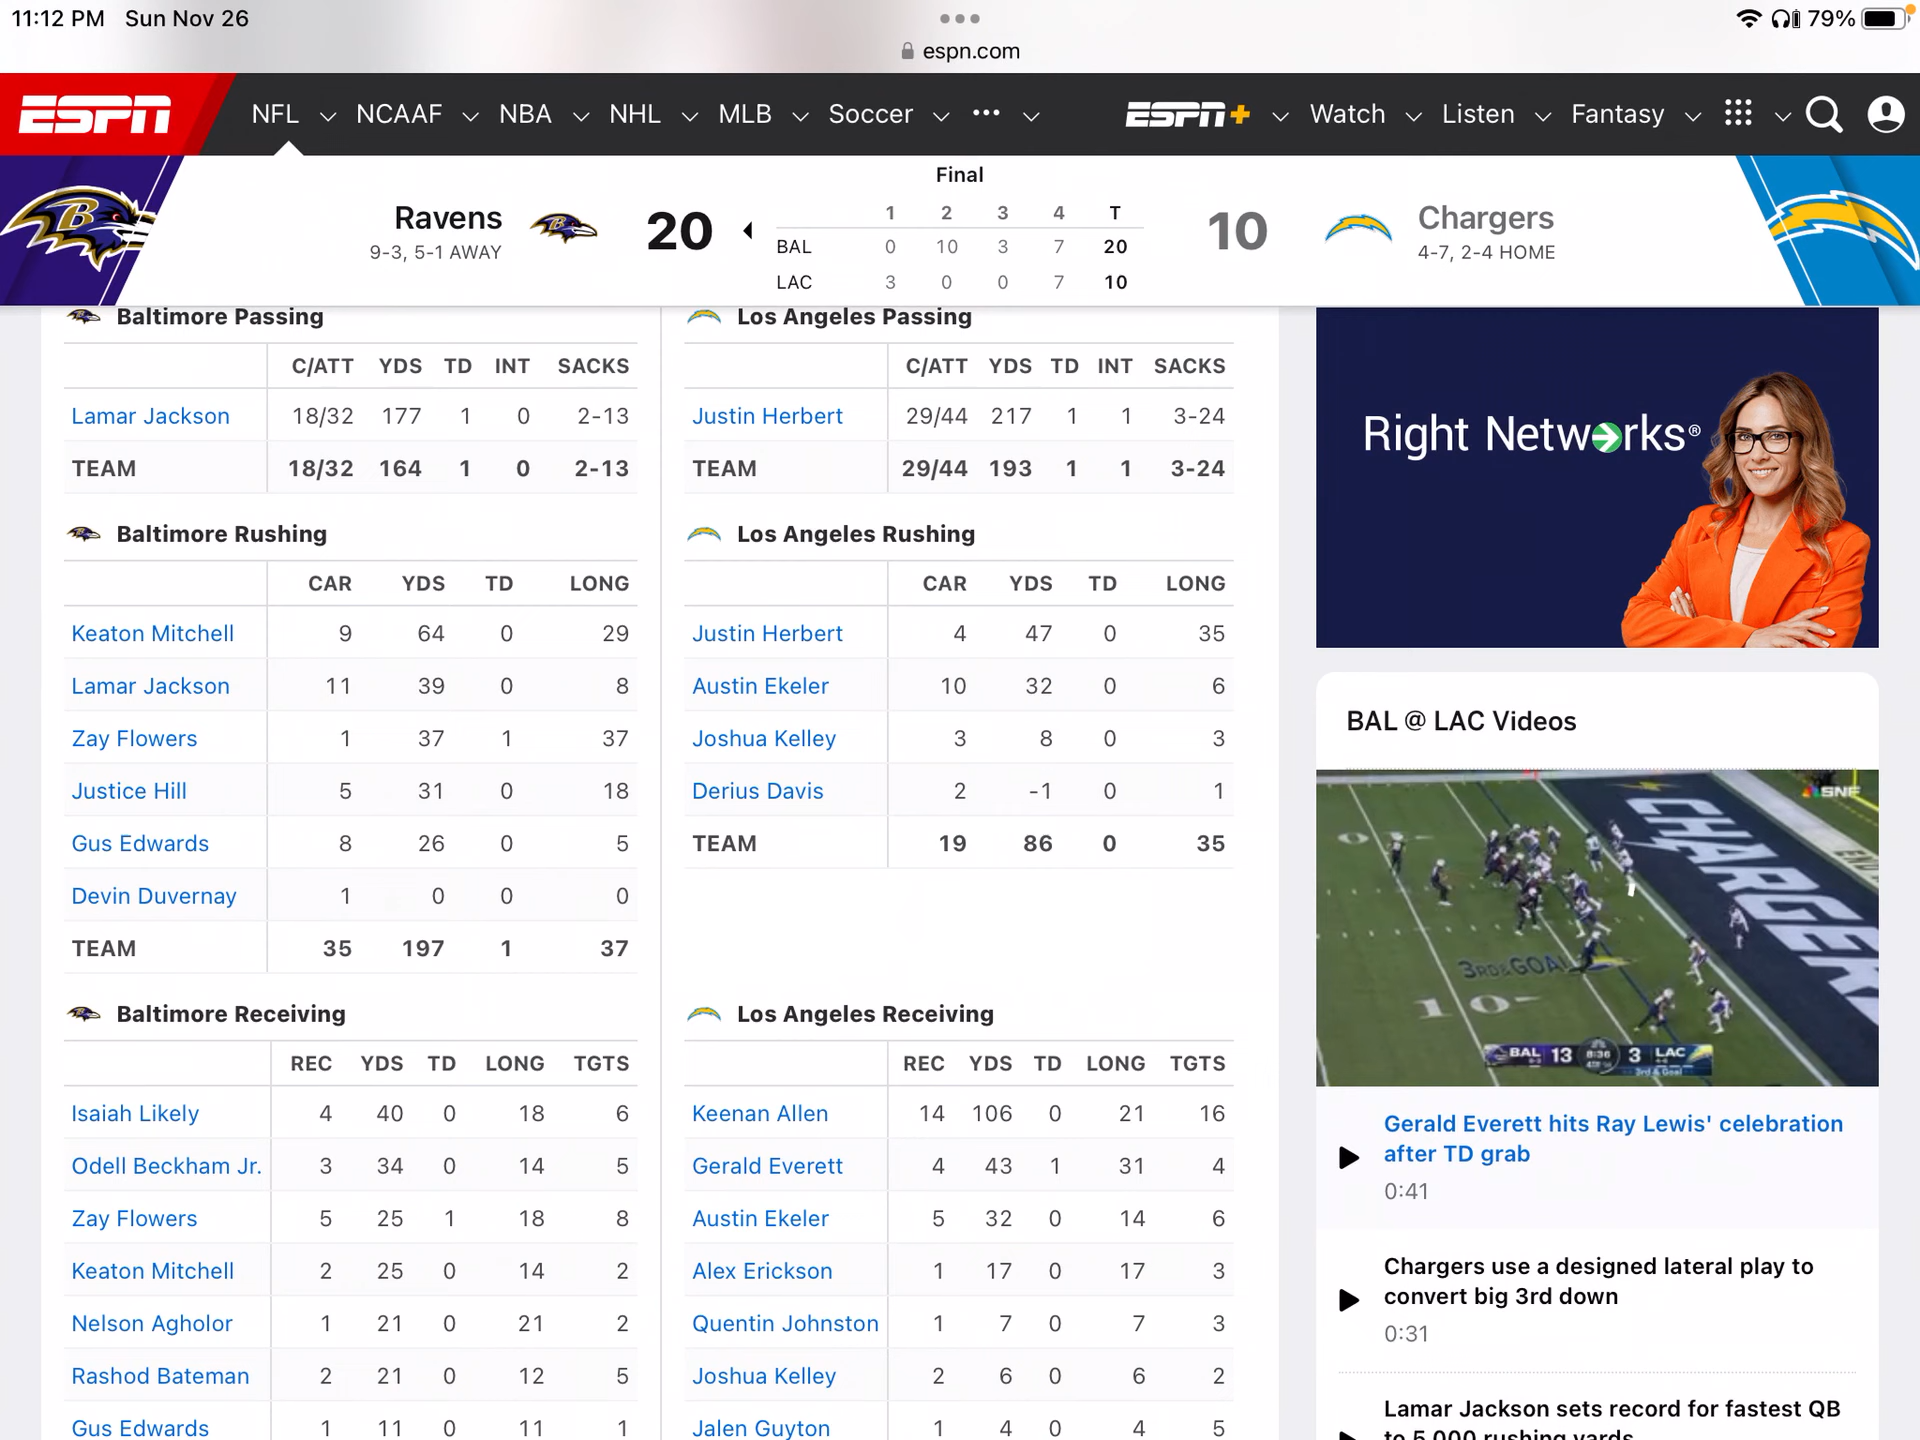 11:12 PM Sun Nov 26
79%
espn.com
ESPN NFL NCAAF NBA NHL MLB Soccer ESPN+ Watch Listen Fantasy
Final
Ravens 20 1 2 3 4 T 10 Chargers
9-3, 5-1 AWAY BAL 0 10 3 7 20 4-7, 2-4 HOME
LAC 3 0 0 7 10
Baltimore Passing
C/ATT YDS TD INT SACKS
Lamar Jackson 18/32 177 1 0 2-13
TEAM 18/32 164 1 0 2-13
Los Angeles Passing
C/ATT YDS TD INT SACKS
Justin Herbert 29/44 217 1 1 3-24
TEAM 29/44 193 1 1 3-24
Baltimore Rushing
CAR YDS TD LONG
Keaton Mitchell 9 64 0 29
Lamar Jackson 11 39 0 8
Zay Flowers 1 37 1 37
Justice Hill 5 31 0 18
Gus Edwards 8 26 0 5
Devin Duvernay 1 0 0 0
TEAM 35 197 1 37
Los Angeles Rushing
CAR YDS TD LONG
Justin Herbert 4 47 0 35
Austin Ekeler 10 32 0 6
Joshua Kelley 3 8 0 3
Derius Davis 2 -1 0 1
TEAM 19 86 0 35
Baltimore Receiving
REC YDS TD LONG TGTS
Isaiah Likely 4 40 0 18 6
Odell Beckham Jr. 3 34 0 14 5
Zay Flowers 5 25 1 18 8
Keaton Mitchell 2 25 0 14 2
Nelson Agholor 1 21 0 21 2
Rashod Bateman 2 21 0 12 5
Gus Edwards 1 11 0 11 1
Los Angeles Receiving
REC YDS TD LONG TGTS
Keenan Allen 14 106 0 21 16
Gerald Everett 4 43 1 31 4
Austin Ekeler 5 32 0 14 6
Alex Erickson 1 17 0 17 3
Quentin Johnston 1 7 0 7 3
Joshua Kelley 2 6 0 6 2
Jalen Guyton 1 4 0 4 5
Right Networks®
BAL @ LAC Videos
SNF
CHARGER
3RD&GOAL
10
BAL 13 8:36 3 LAC
3rd & Goal
Gerald Everett hits Ray Lewis' celebration
after TD grab
0:41
Chargers use a designed lateral play to
convert big 3rd down
0:31
Lamar Jackson sets record for fastest QB
to 5,000 rushing yards